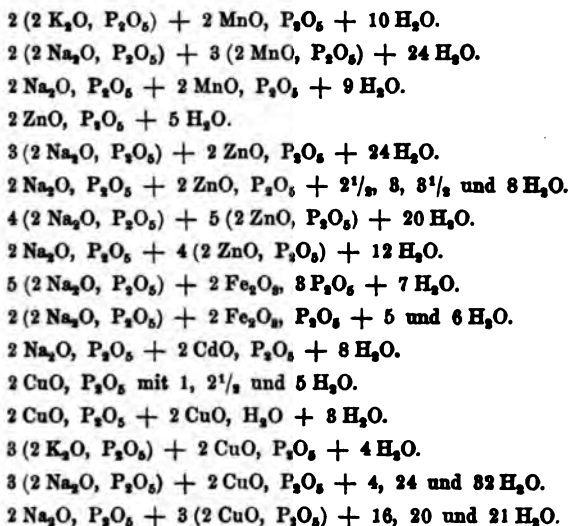 2 (2 K₂O, P₂O₅) + 2 MnO, P₂O₅ + 10 H₂O.
2 (2 Na₂O, P₂O₅) + 3 (2 MnO, P₂O₅) + 24 H₂O.
2 Na₂O, P₂O₅ + 2 MnO, P₂O₅ + 9 H₂O.
2 ZnO, P₂O₅ + 5 H₂O.
3 (2 Na₂O, P₂O₅) + 2 ZnO, P₂O₅ + 24 H₂O.
2 Na₂O, P₂O₅ + 2 ZnO, P₂O₅ + 2¹/₂, 3, 3¹/₂ und 8 H₂O.
4 (2 Na₂O, P₂O₅) + 5 (2 ZnO, P₂O₅) + 20 H₂O.
2 Na₂O, P₂O₅ + 4 (2 ZnO, P₂O₅) + 12 H₂O.
5 (2 Na₂O, P₂O₅) + 2 Fe₂O₃, 3 P₂O₅ + 7 H₂O.
2 (2 Na₂O, P₂O₅) + 2 Fe₂O₃, P₂O₅ + 5 und 6 H₂O.
2 Na₂O, P₂O₅ + 2 CdO, P₂O₅ + 8 H₂O.
2 CuO, P₂O₅ mit 1, 2¹/₂ und 5 H₂O.
2 CuO, P₂O₅ + 2 CuO, H₂O + 3 H₂O.
3 (2 K₂O, P₂O₅) + 2 CuO, P₂O₅ + 4 H₂O.
3 (2 Na₂O, P₂O₅) + 2 CuO, P₂O₅ + 4, 24 und 32 H₂O.
2 Na₂O, P₂O₅ + 3 (2 CuO, P₂O₅) + 16, 20 und 21 H₂O.